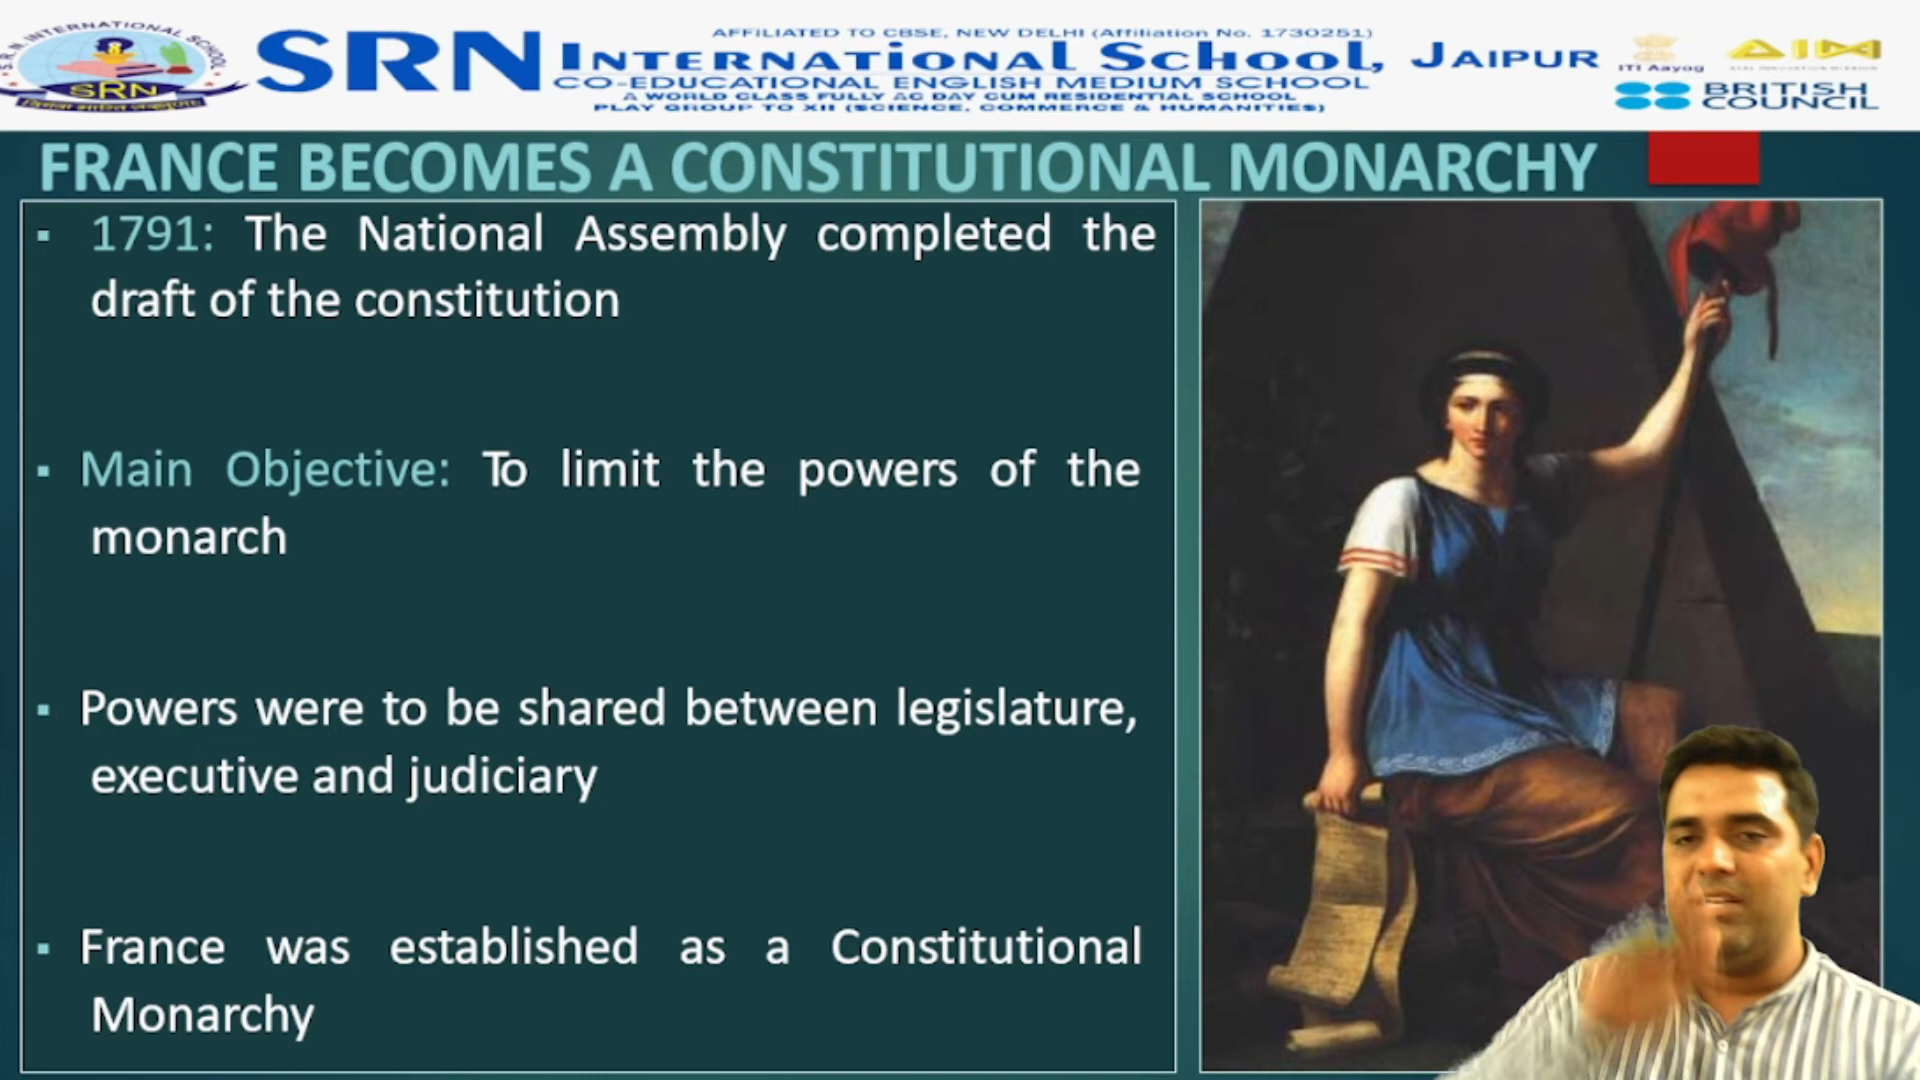 S.R.N. INTERNATIONAL SCHOOL
SRN
SRN INTERNATIONAL SCHOOL, JAIPUR
AFFILIATED TO CBSE, NEW DELHI (Affiliation No. 1730251)
CO-EDUCATIONAL ENGLISH MEDIUM SCHOOL
A WORLD CLASS FULLY AC DAY CUM RESIDENTIAL SCHOOL
PLAY GROUP TO XII (SCIENCE, COMMERCE & HUMANITIES)
ITI Aayog
AIM
BRITISH
COUNCIL
FRANCE BECOMES A CONSTITUTIONAL MONARCHY
▪ 1791: The National Assembly completed the
draft of the constitution
▪ Main Objective: To limit the powers of the
monarch
▪ Powers were to be shared between legislature,
executive and judiciary
▪ France was established as a Constitutional
Monarchy